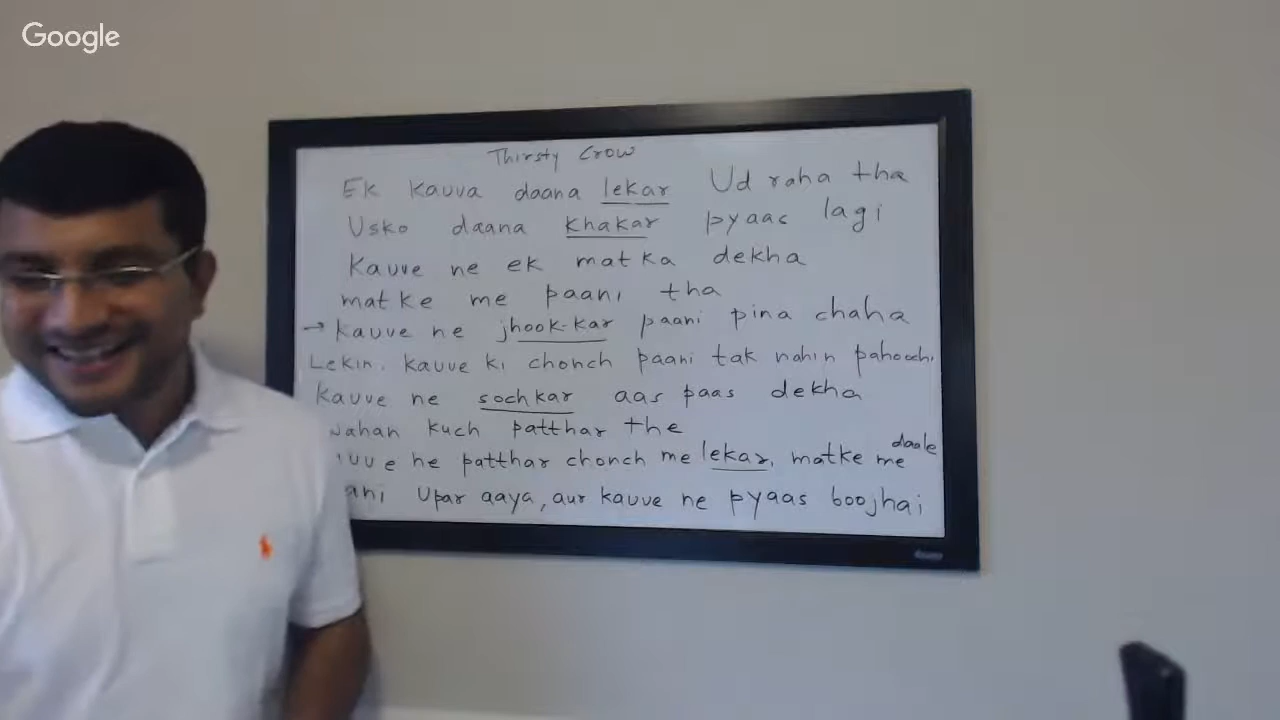 Google
Thirsty Crow
Ek kauva daana lekar Ud raha tha
Usko daana khakar pyaas lagi
Kauve ne ek matka dekha
matke me paani tha
→ kauve ne jhook-kar paani pina chaha
Lekin, kauve ki chonch paani tak nahin pahoochi
kauve ne sochkar aas paas dekha
wahan kuch patthar the
uve ne patthar chonch me lekar, matke me daale
ani Upar aaya, aur kauve ne pyaas boojhai